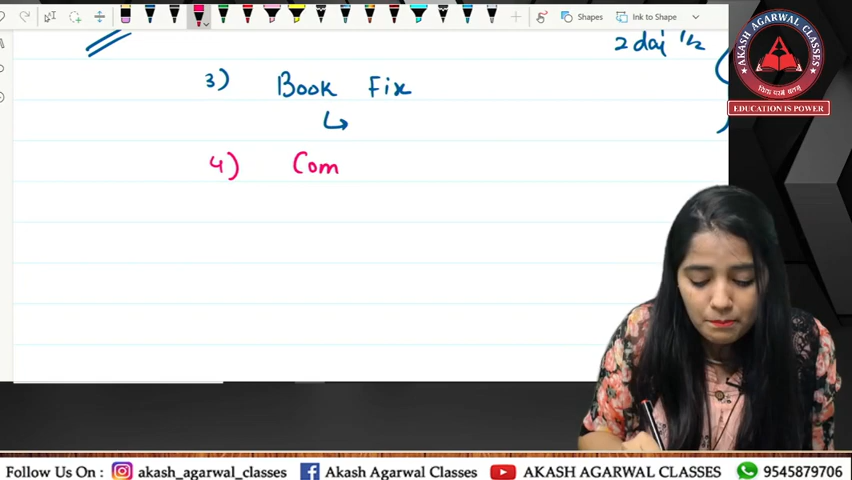 Shapes Ink to Shape
2 dai 1/2
3) Book Fix
4) Com
AKASH AGARWAL CLASSES
EDUCATION IS POWER
Follow Us On : akash_agarwal_classes Akash Agarwal Classes AKASH AGARWAL CLASSES 9545879706